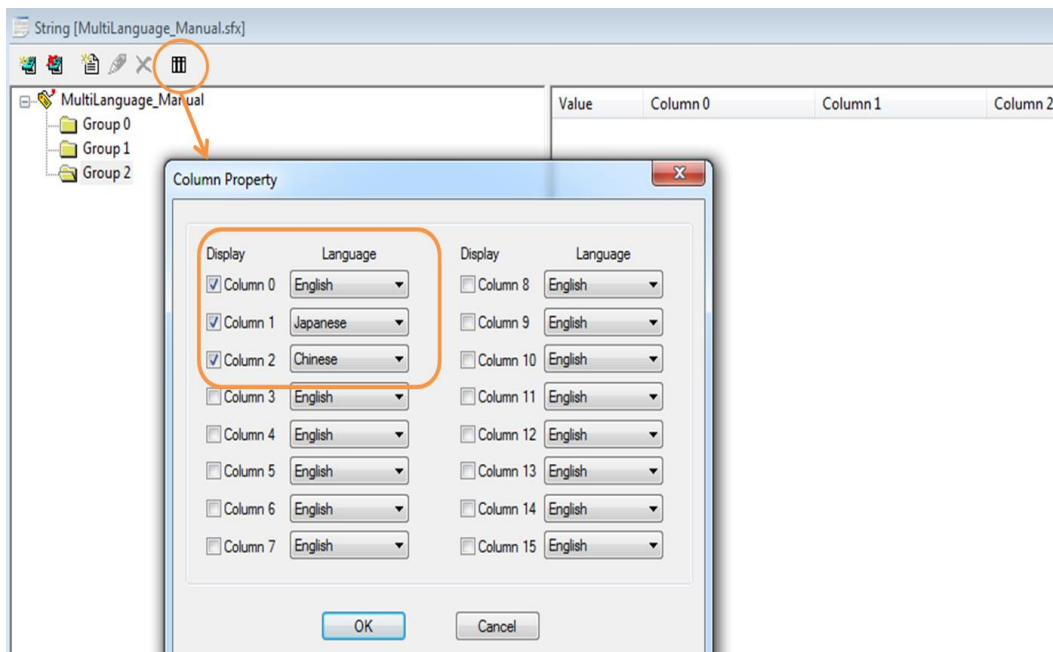 String [MultiLanguage_Manual.sfx]
MultiLanguage_Manual
Group 0
Group 1
Group 2
Value Column 0 Column 1 Column 2
Column Property
Display Language Display Language
Column 0 English Column 8 English
Column 1 Japanese Column 9 English
Column 2 Chinese Column 10 English
Column 3 English Column 11 English
Column 4 English Column 12 English
Column 5 English Column 13 English
Column 6 English Column 14 English
Column 7 English Column 15 English
OK Cancel